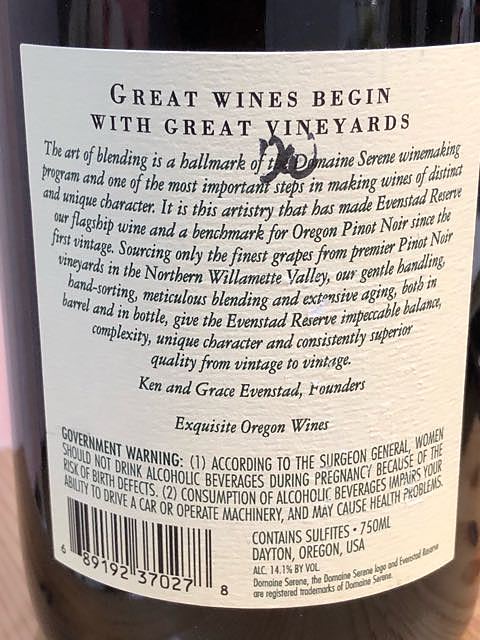 GREAT WINES BEGIN
WITH GREAT VINEYARDS
The art of blending is a hallmark of the Domaine Serene winemaking
program and one of the most important steps in making wines of distinct
and unique character. It is this artistry that has made Evenstad Reserve
our flagship wine and a benchmark for Oregon Pinot Noir since the
first vintage. Sourcing only the finest grapes from premier Pinot Noir
vineyards in the Northern Willamette Valley, our gentle handling,
hand-sorting, meticulous blending and extensive aging, both in
barrel and in bottle, give the Evenstad Reserve impeccable balance,
complexity, unique character and consistently superior
quality from vintage to vintage.
Ken and Grace Evenstad, Founders
Exquisite Oregon Wines
GOVERNMENT WARNING: (1) ACCORDING TO THE SURGEON GENERAL, WOMEN
SHOULD NOT DRINK ALCOHOLIC BEVERAGES DURING PREGNANCY BECAUSE OF THE
RISK OF BIRTH DEFECTS. (2) CONSUMPTION OF ALCOHOLIC BEVERAGES IMPAIRS YOUR
ABILITY TO DRIVE A CAR OR OPERATE MACHINERY, AND MAY CAUSE HEALTH PROBLEMS.
CONTAINS SULFITES • 750ML
DAYTON, OREGON, USA
ALC. 14.1% BY VOL.
Domaine Serene, the Domaine Serene logo and Evenstad Reserve
are registered trademarks of Domaine Serene.
6 89192 37027 8